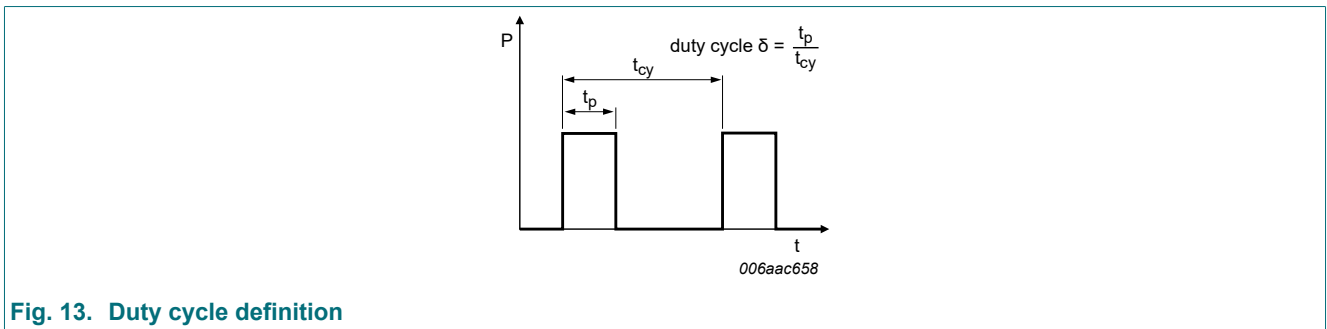 P
duty cycle δ = tp/tcy
tcy
tp
t
006aac658
Fig. 13. Duty cycle definition